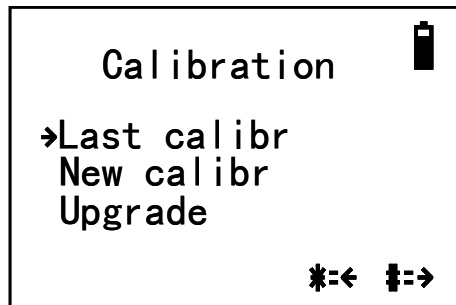 Calibration
→Last calibr
New calibr
Upgrade
*=← #=→